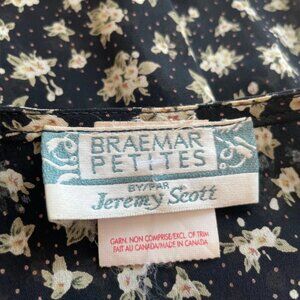 BRAEMAR
PETITES
BY/PAR
Jeremy Scott
GARN. NON COMPRISE/EXCL. OF TRIM
FAIT AU CANADA/MADE IN CANADA